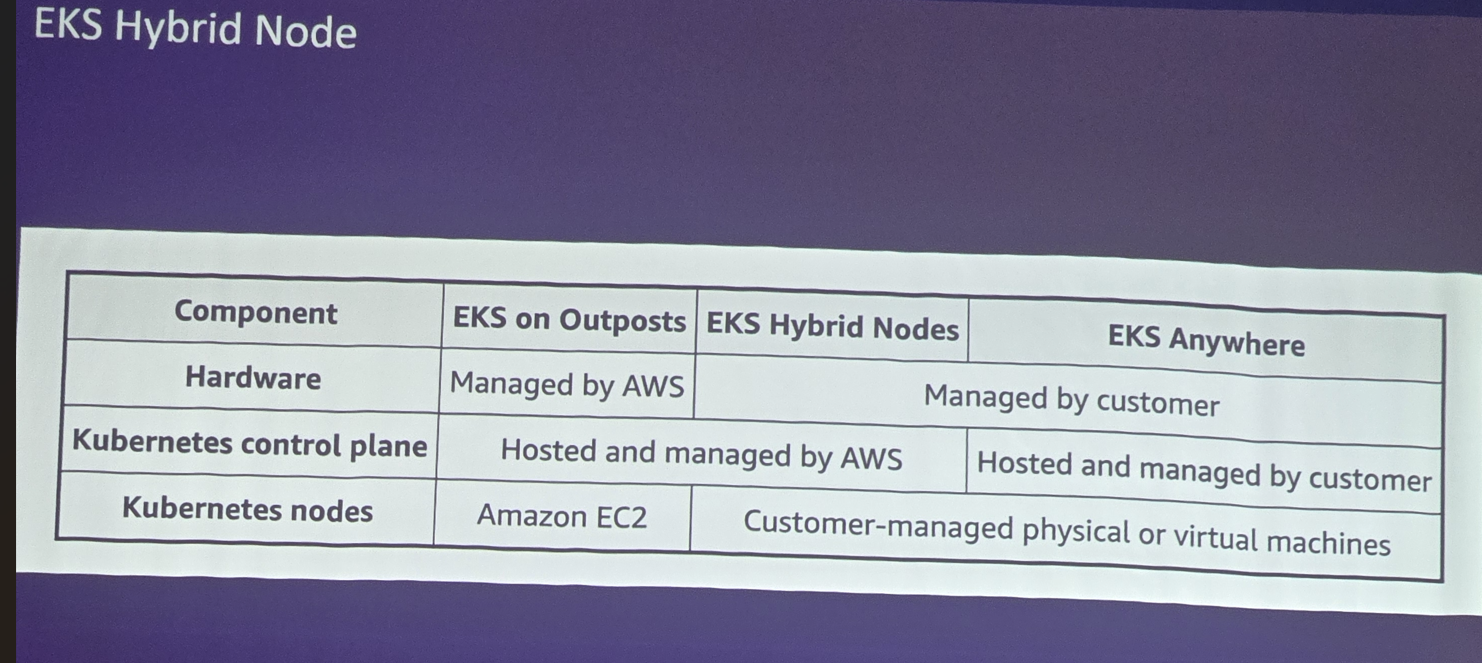 EKS Hybrid Node
Component EKS on Outposts EKS Hybrid Nodes EKS Anywhere
Hardware Managed by AWS Managed by customer
Kubernetes control plane Hosted and managed by AWS Hosted and managed by customer
Kubernetes nodes Amazon EC2 Customer-managed physical or virtual machines